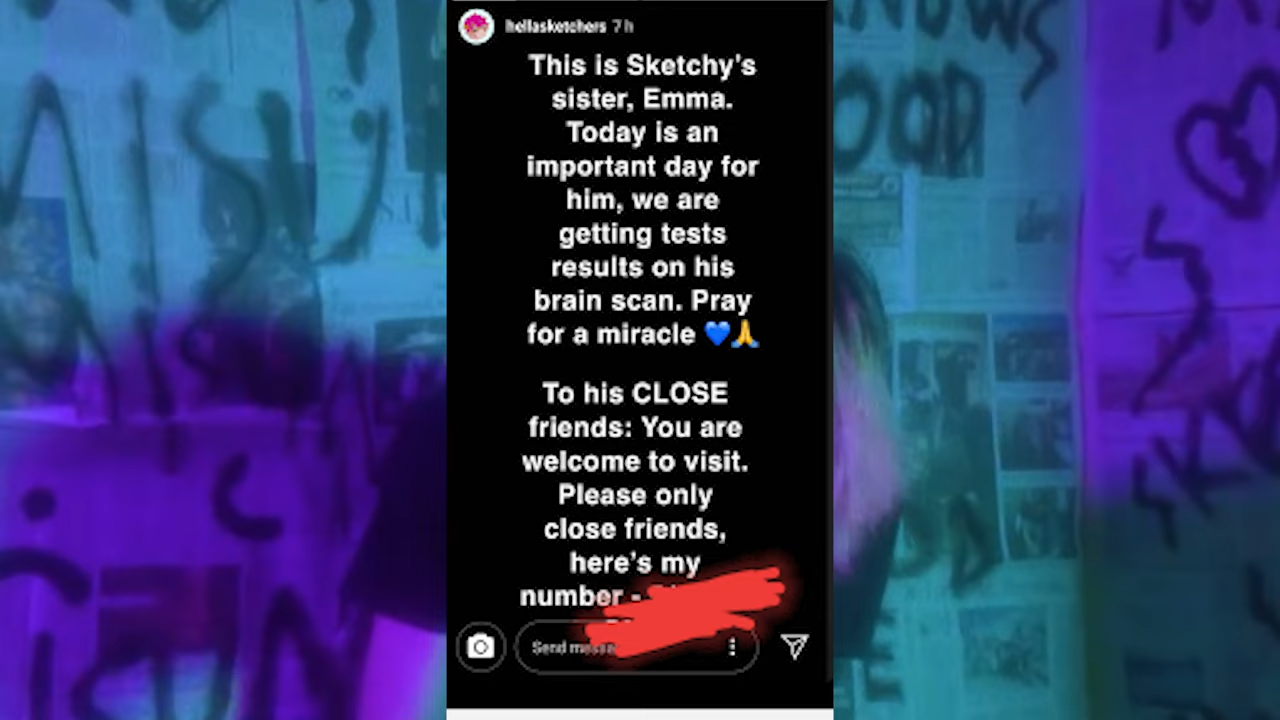 hellasketchers 7h
This is Sketchy's
sister, Emma.
Today is an
important day for
him, we are
getting tests
results on his
brain scan. Pray
for a miracle 💙🙏
To his CLOSE
friends: You are
welcome to visit.
Please only
close friends,
here's my
number -
Send